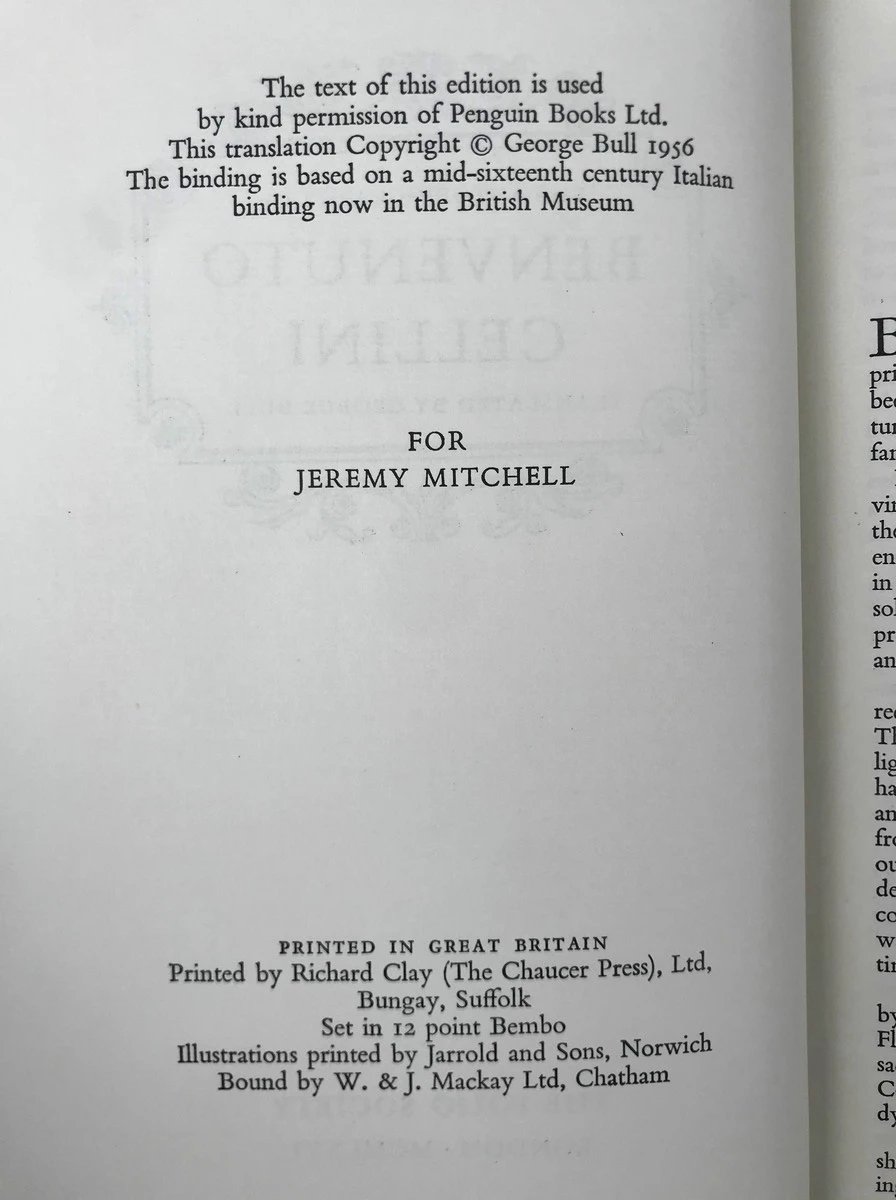 The text of this edition is used
by kind permission of Penguin Books Ltd.
This translation Copyright © George Bull 1956
The binding is based on a mid-sixteenth century Italian
binding now in the British Museum
BENVENUTO
CELLINI
FOR
JEREMY MITCHELL
PRINTED IN GREAT BRITAIN
Printed by Richard Clay (The Chaucer Press), Ltd,
Bungay, Suffolk
Set in 12 point Bembo
Illustrations printed by Jarrold and Sons, Norwich
Bound by W. & J. Mackay Ltd, Chatham